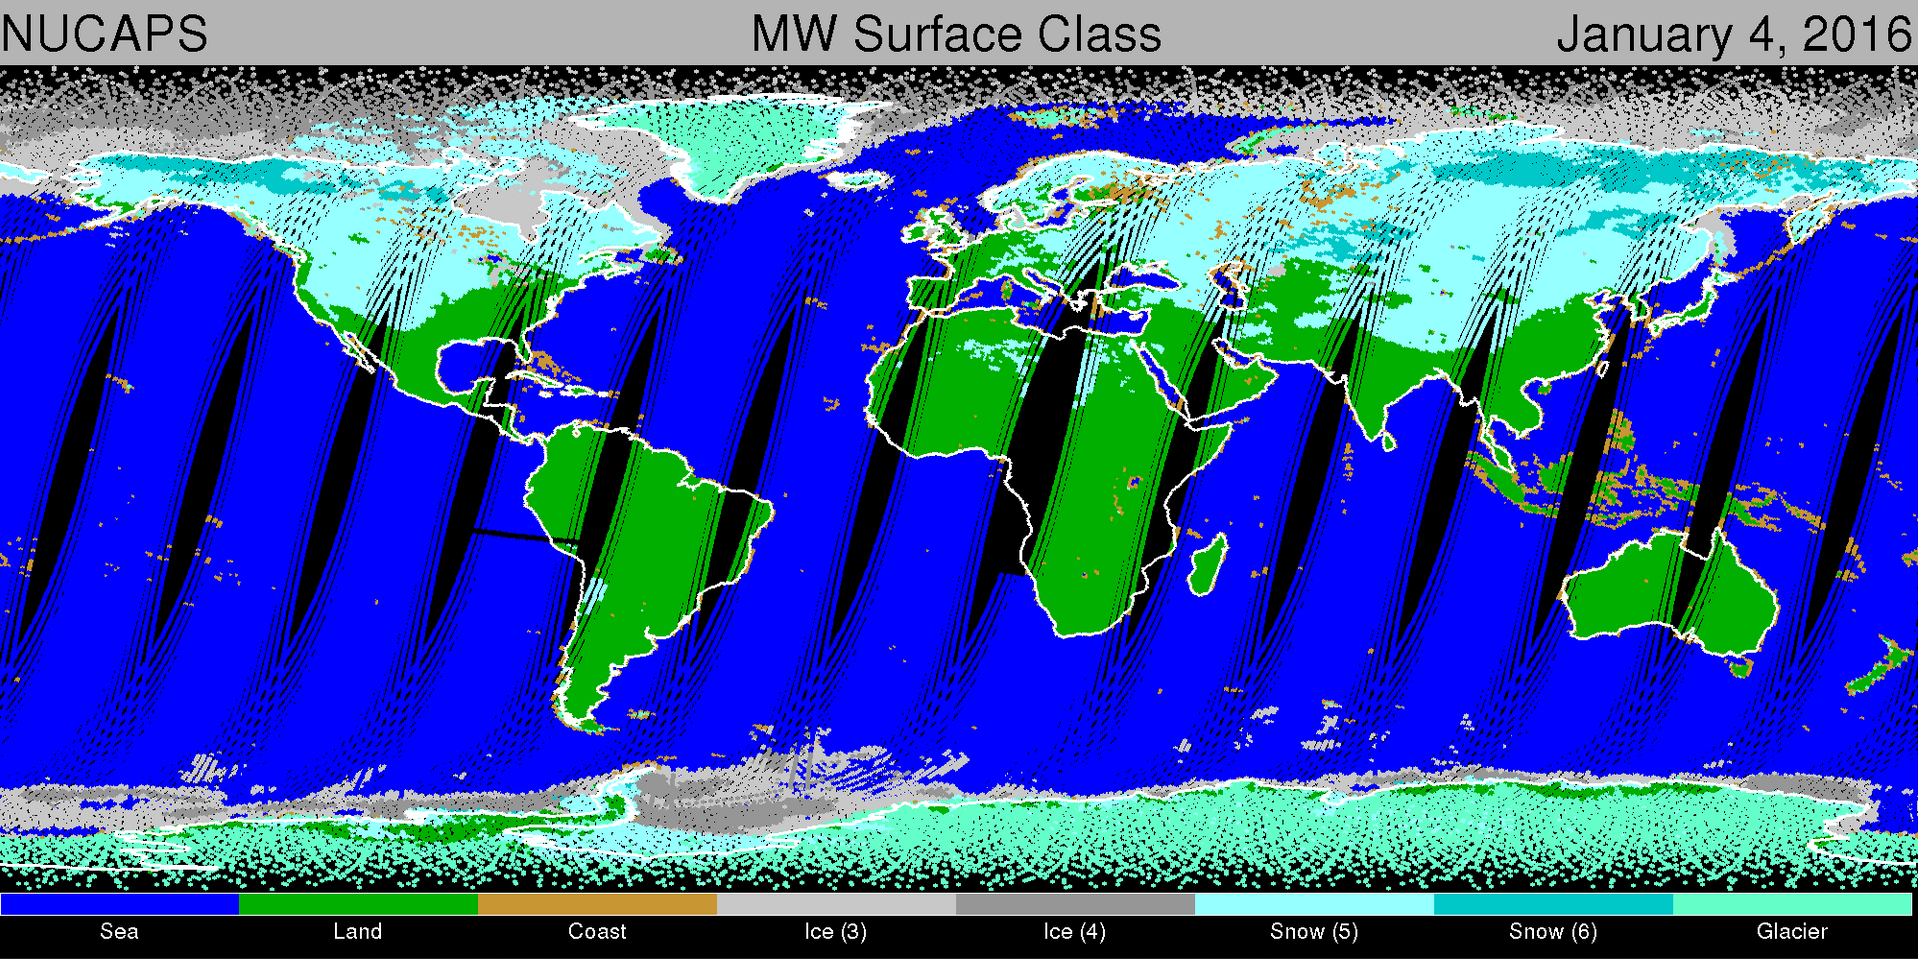 NUCAPS MW Surface Class January 4, 2016
Sea Land Coast Ice (3) Ice (4) Snow (5) Snow (6) Glacier